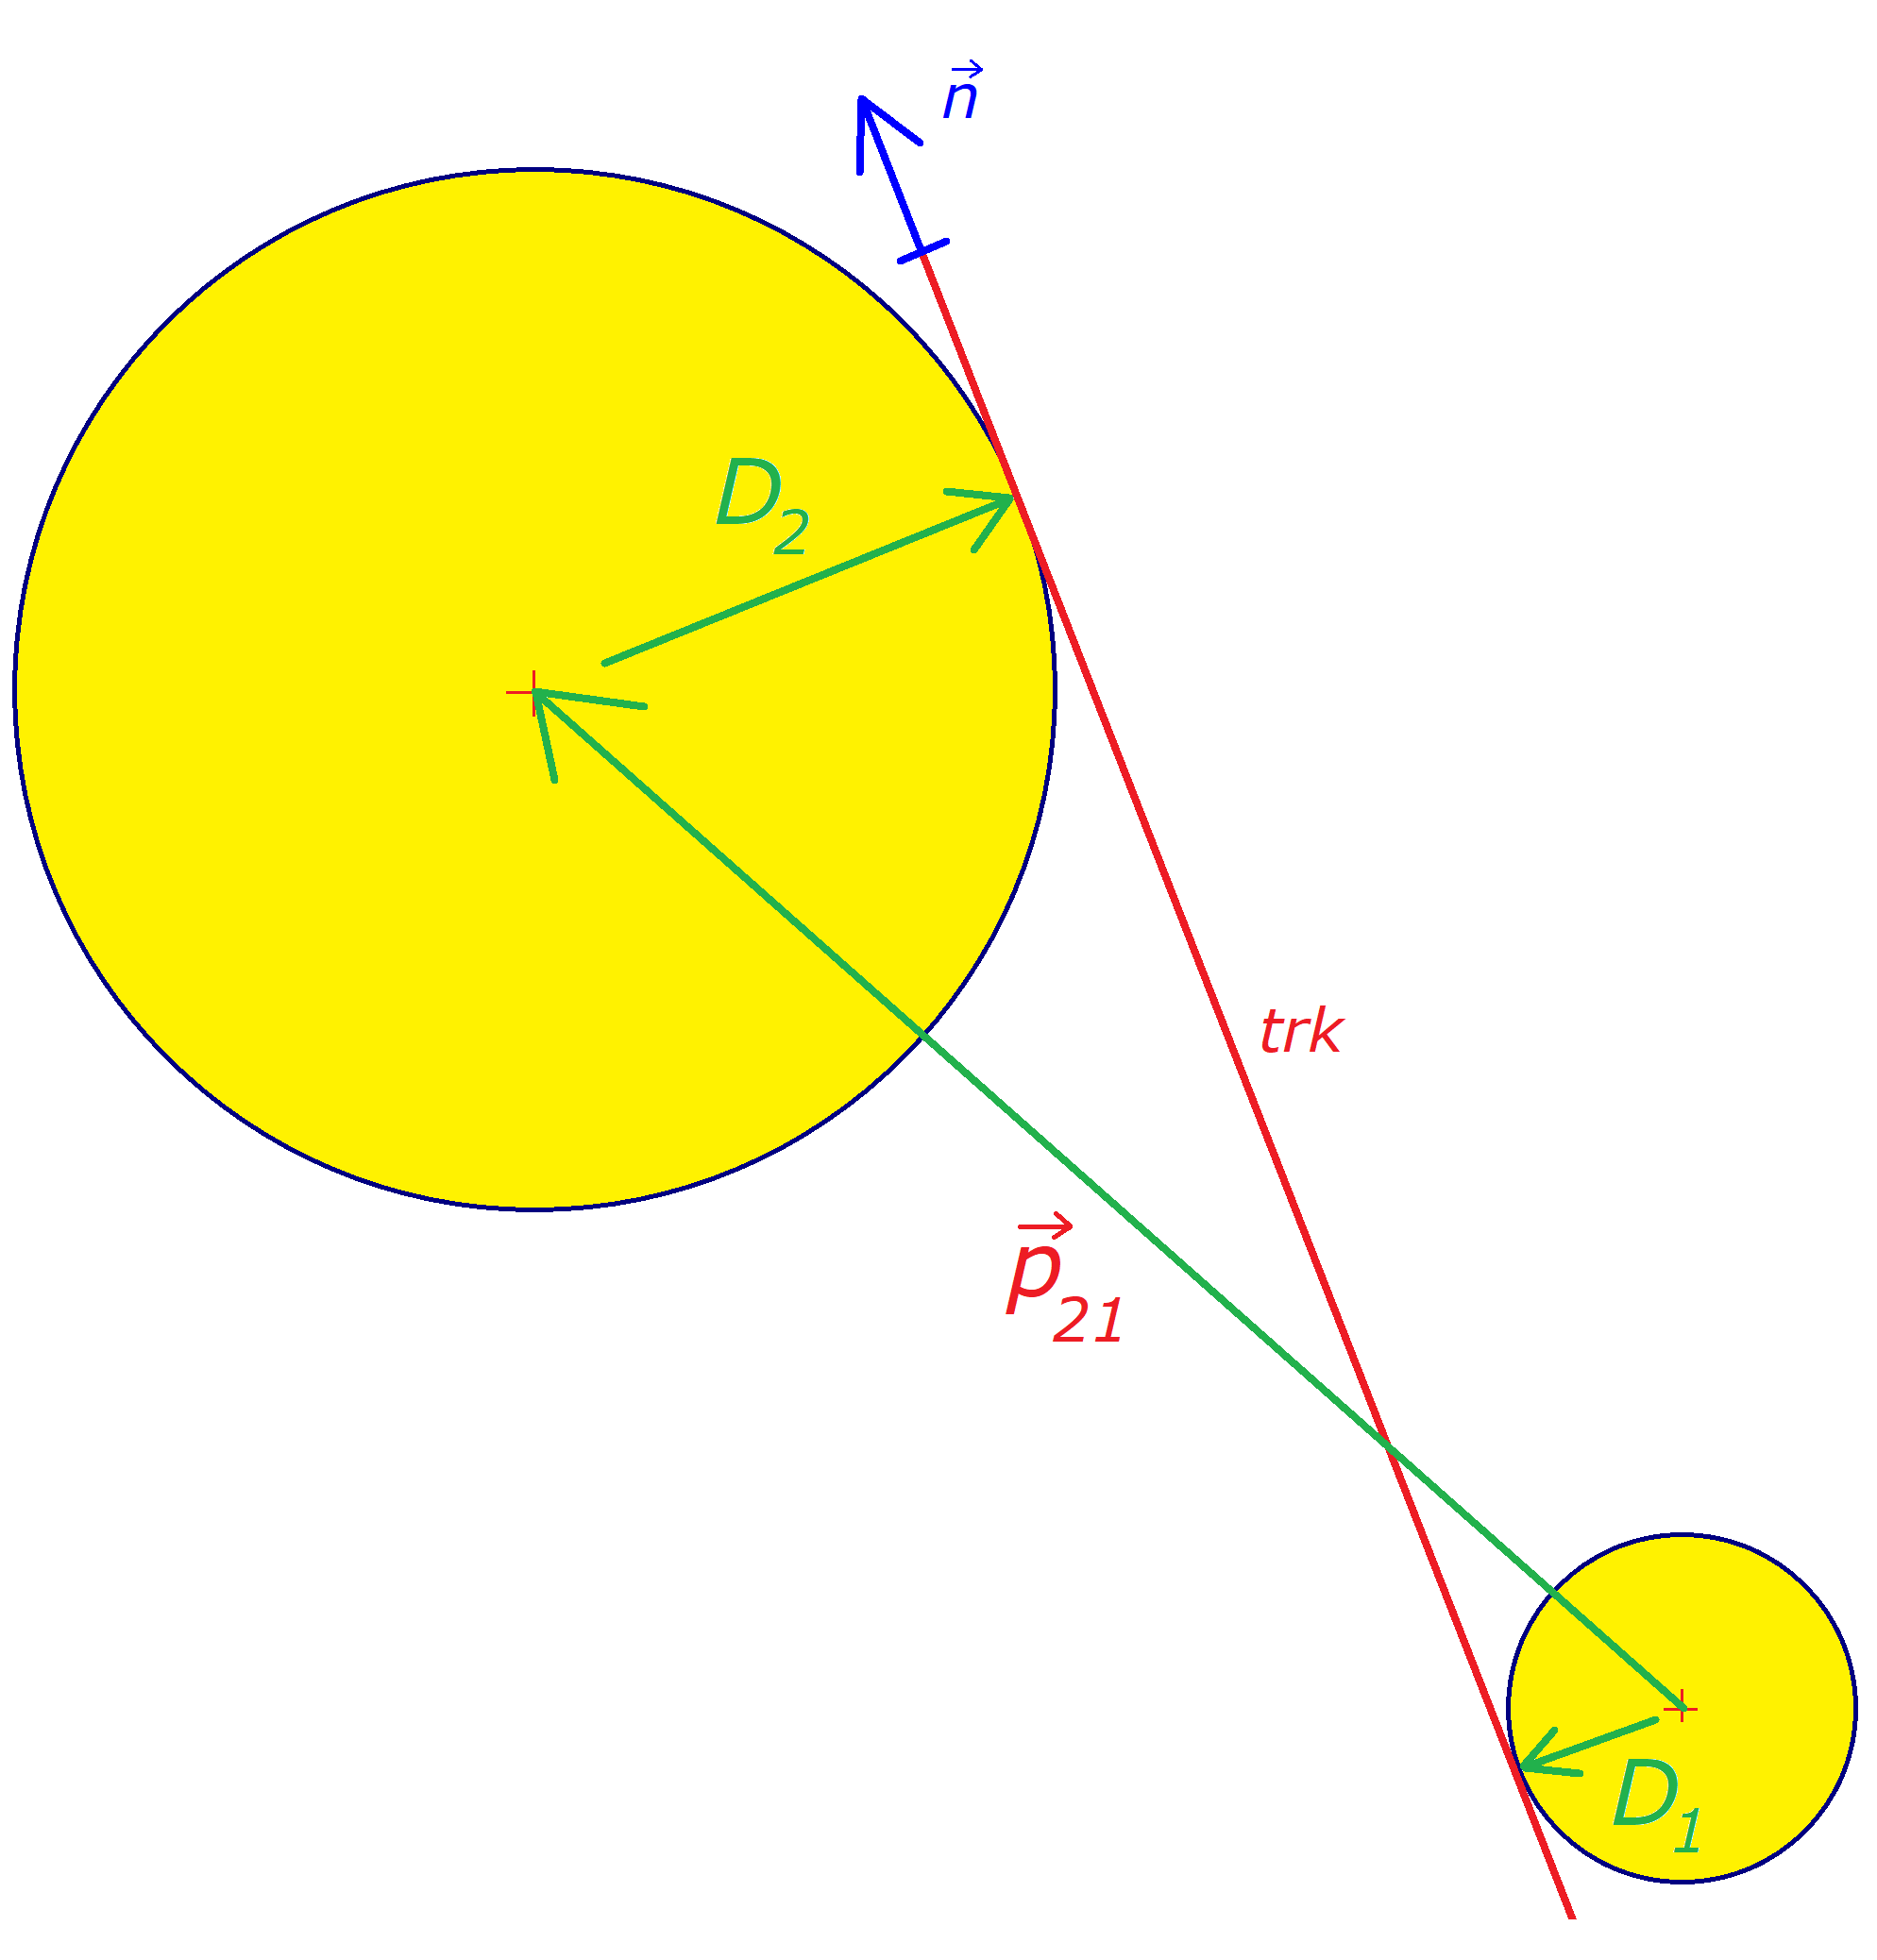 n⃗
D₂
trk
p⃗₂₁
D₁